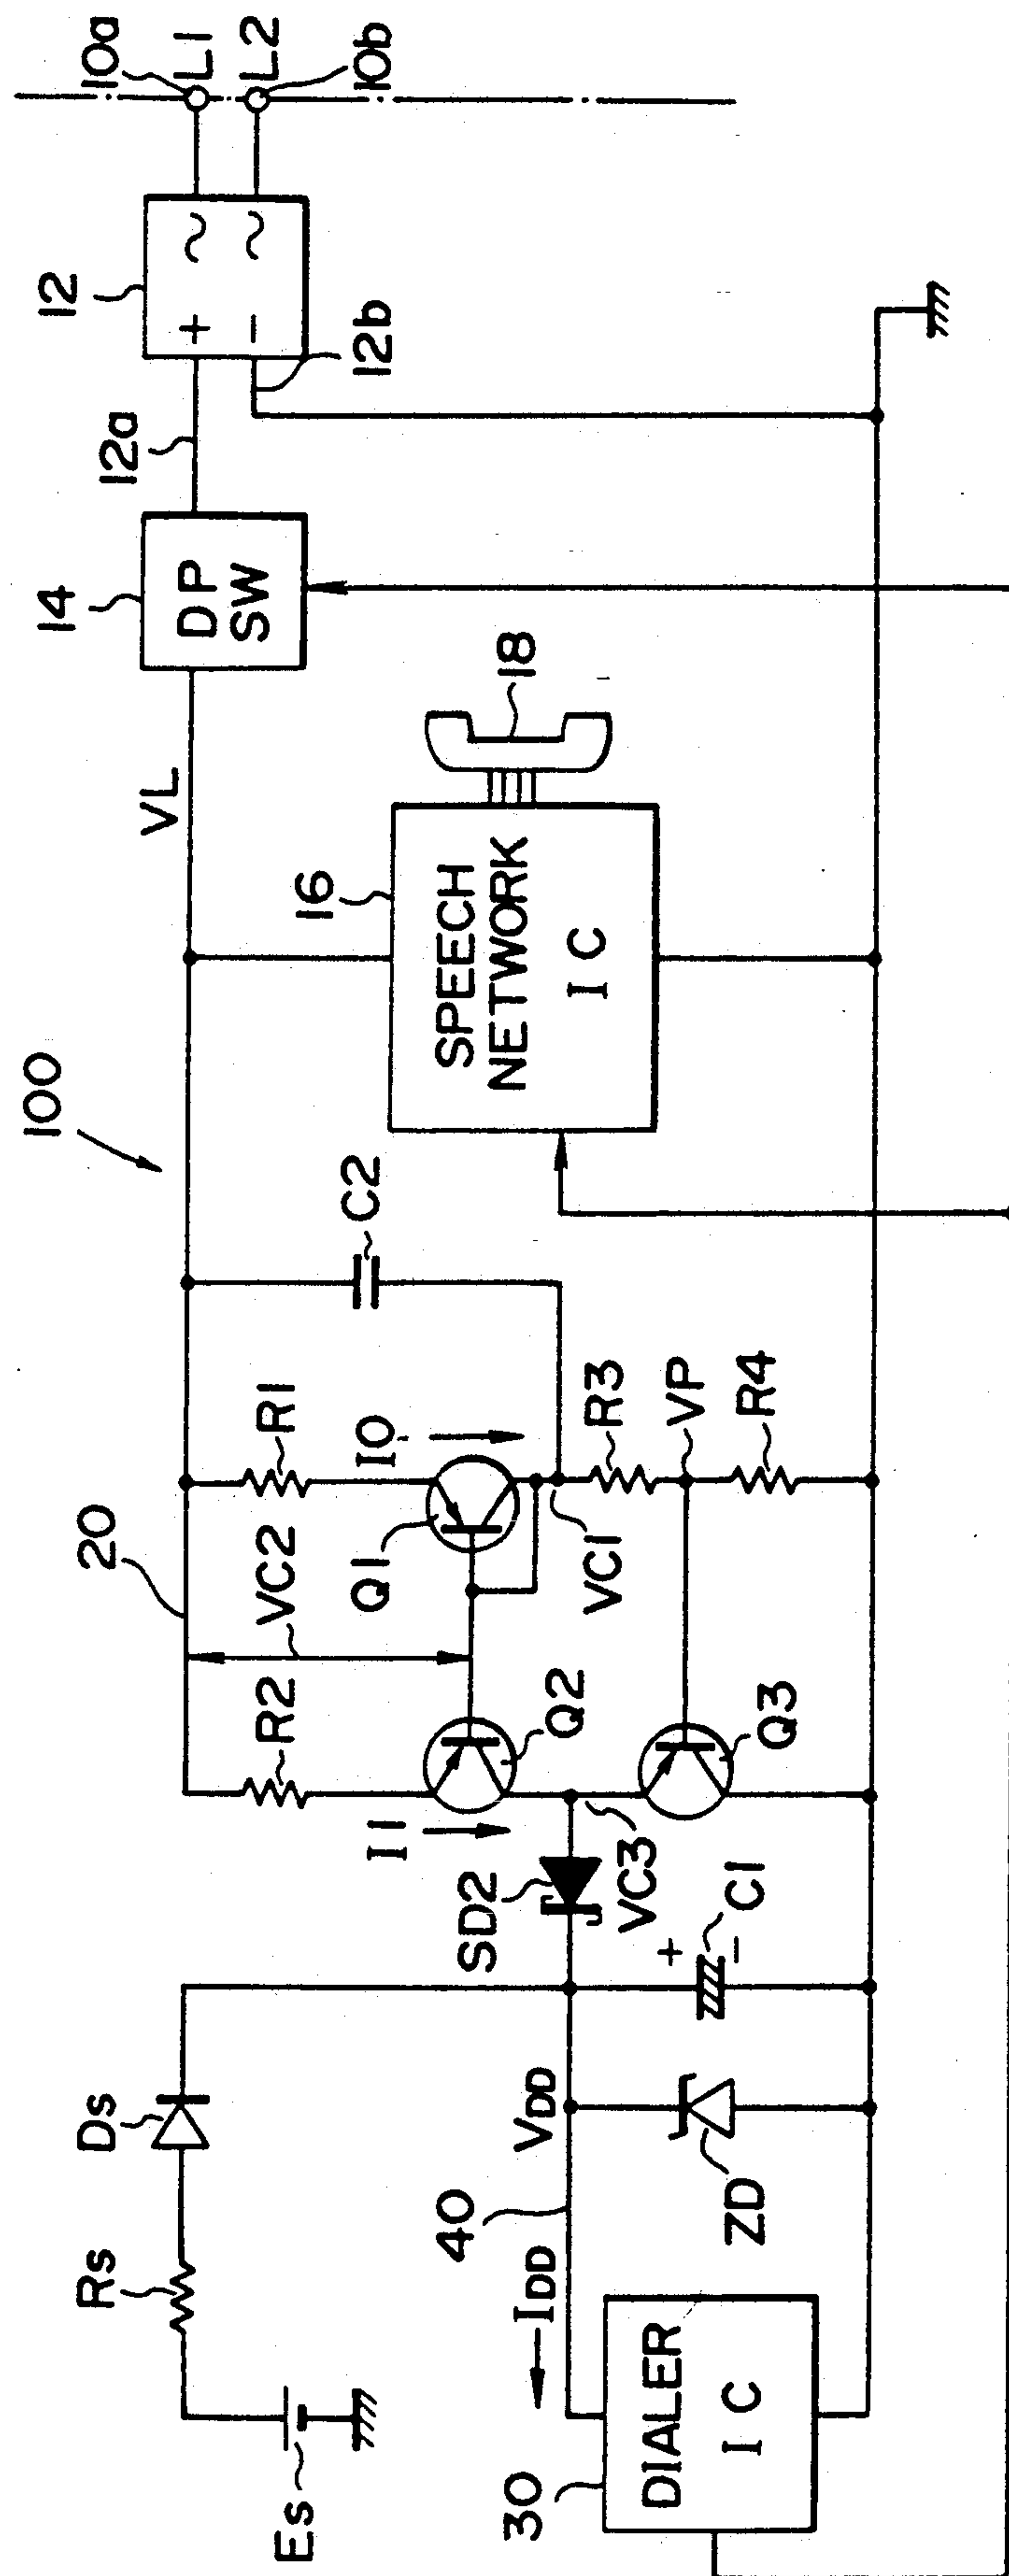 10a
L1
L2
10b
12
+
-
~
~
12a
12b
14
DP
SW
VL
16
SPEECH
NETWORK
IC
18
100
C2
20
R1
R2
VC2
I0
Q1
VC1
R3
VP
R4
Q2
I1
Q3
VC3
SD2
C1
+
-
Ds
Rs
Es
VDD
40
IDD
ZD
30
DIALER
IC